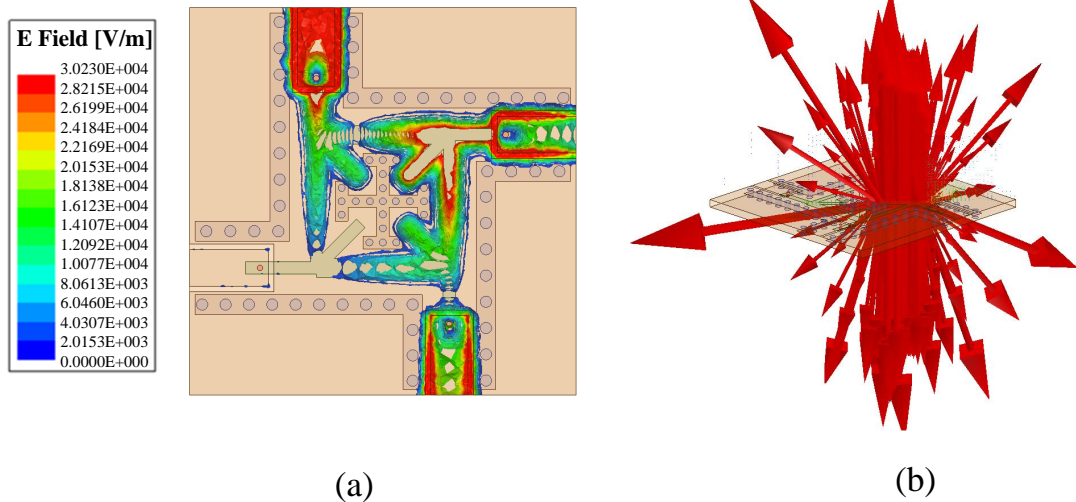 E Field [V/m]
3.0230E+004
2.8215E+004
2.6199E+004
2.4184E+004
2.2169E+004
2.0153E+004
1.8138E+004
1.6123E+004
1.4107E+004
1.2092E+004
1.0077E+004
8.0613E+003
6.0460E+003
4.0307E+003
2.0153E+003
0.0000E+000
(a)
(b)